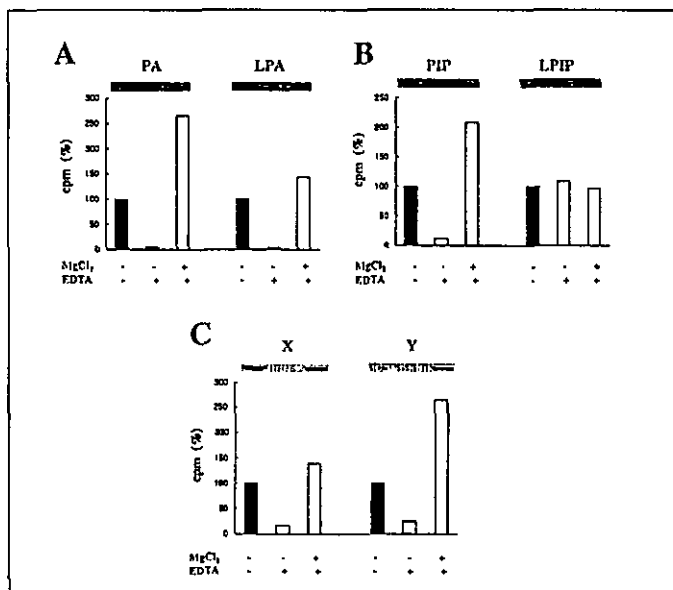 A
PA LPA
cpm (%)
300
250
200
150
100
50
0
MgCl₂ - - + - - +
EDTA - + + - + +
B
PIP LPIP
cpm (%)
250
200
150
100
50
0
MgCl₂ - - + - - +
EDTA - + + - + +
C
X Y
cpm (%)
300
250
200
150
100
50
0
MgCl₂ - - + - - +
EDTA - + + - + +